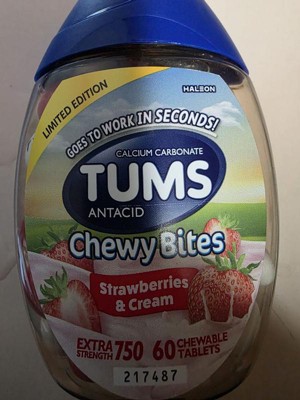 LIMITED EDITION
HALEON
GOES TO WORK IN SECONDS!
CALCIUM CARBONATE
TUMS
ANTACID
Chewy Bites
Strawberries
& Cream
EXTRA STRENGTH 750 60 CHEWABLE TABLETS
217487